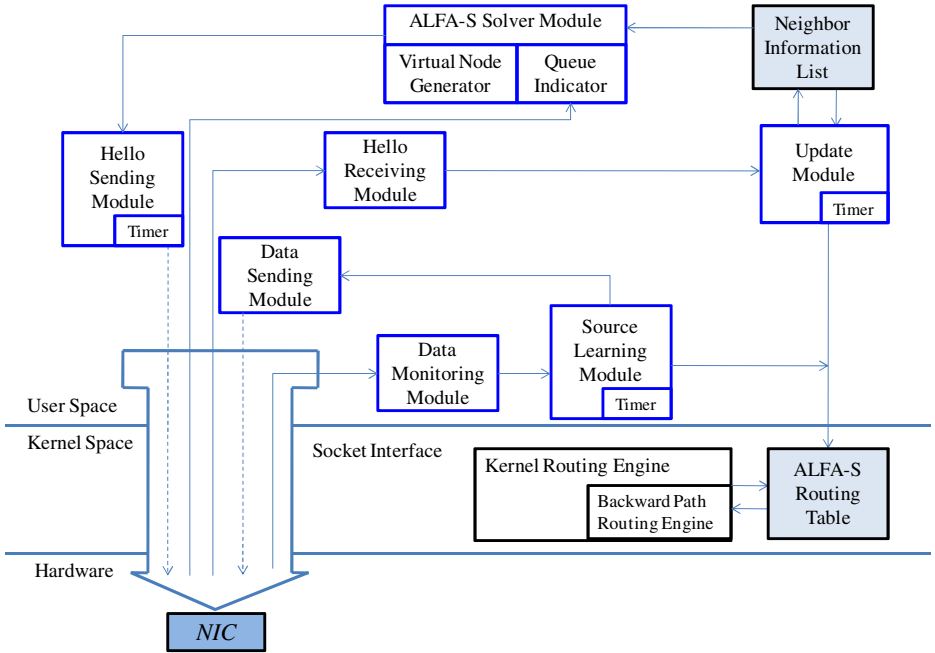 ALFA-S Solver Module
Virtual Node
Generator
Queue
Indicator
Neighbor
Information
List
Hello
Sending
Module
Timer
Hello
Receiving
Module
Update
Module
Timer
Data
Sending
Module
Data
Monitoring
Module
Source
Learning
Module
Timer
User Space
Kernel Space
Socket Interface
Kernel Routing Engine
Backward Path
Routing Engine
ALFA-S
Routing
Table
Hardware
NIC